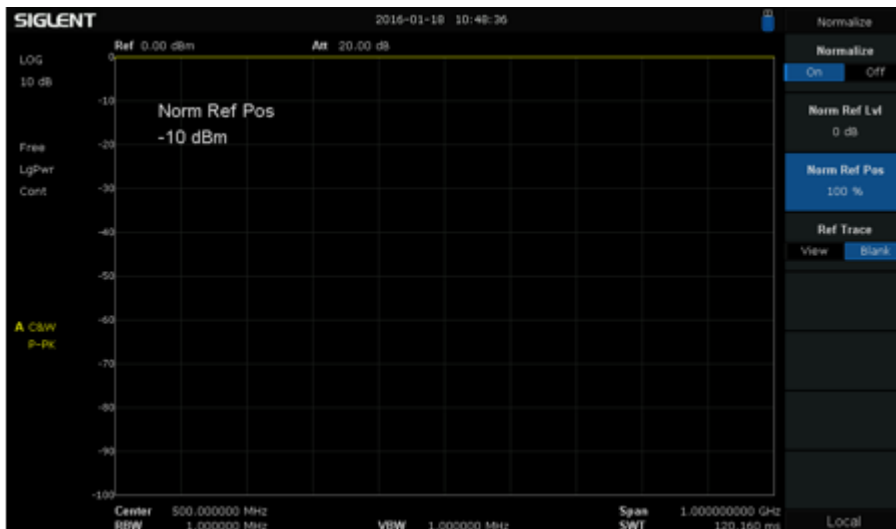 SIGLENT 2016-01-18 10:48:36 Normalize
Ref 0.00 dBm Att 20.00 dB
LOG
10 dB
Free
LgPwr
Cont
A C&W
P-PK
0
-10
-20
-30
-40
-50
-60
-70
-80
-90
-100
Norm Ref Pos
-10 dBm
Center 500.000000 MHz Span 1.000000000 GHz
RBW 1.000000 MHz VBW 1.000000 MHz SWT 120.160 ms
Normalize
On Off
Norm Ref Lvl
0 dB
Norm Ref Pos
100 %
Ref Trace
View Blank
Local